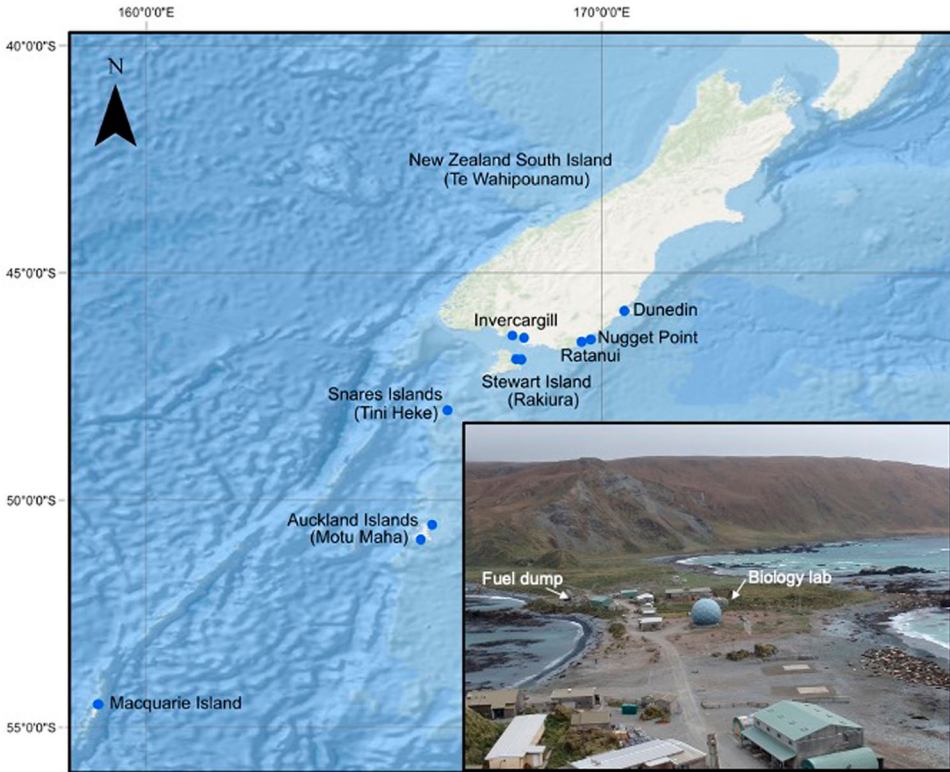 160°0'0"E
170°0'0"E
40°0'0"S
N
New Zealand South Island
(Te Wahipounamu)
45°0'0"S
Dunedin
Invercargill
Nugget Point
Ratanui
Stewart Island
(Rakiura)
Snares Islands
(Tini Heke)
50°0'0"S
Auckland Islands
(Motu Maha)
Fuel dump
Biology lab
Macquarie Island
55°0'0"S